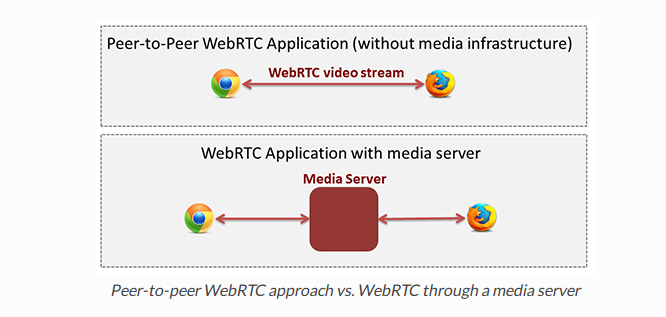 Peer-to-Peer WebRTC Application (without media infrastructure)
WebRTC video stream
WebRTC Application with media server
Media Server
Peer-to-peer WebRTC approach vs. WebRTC through a media server